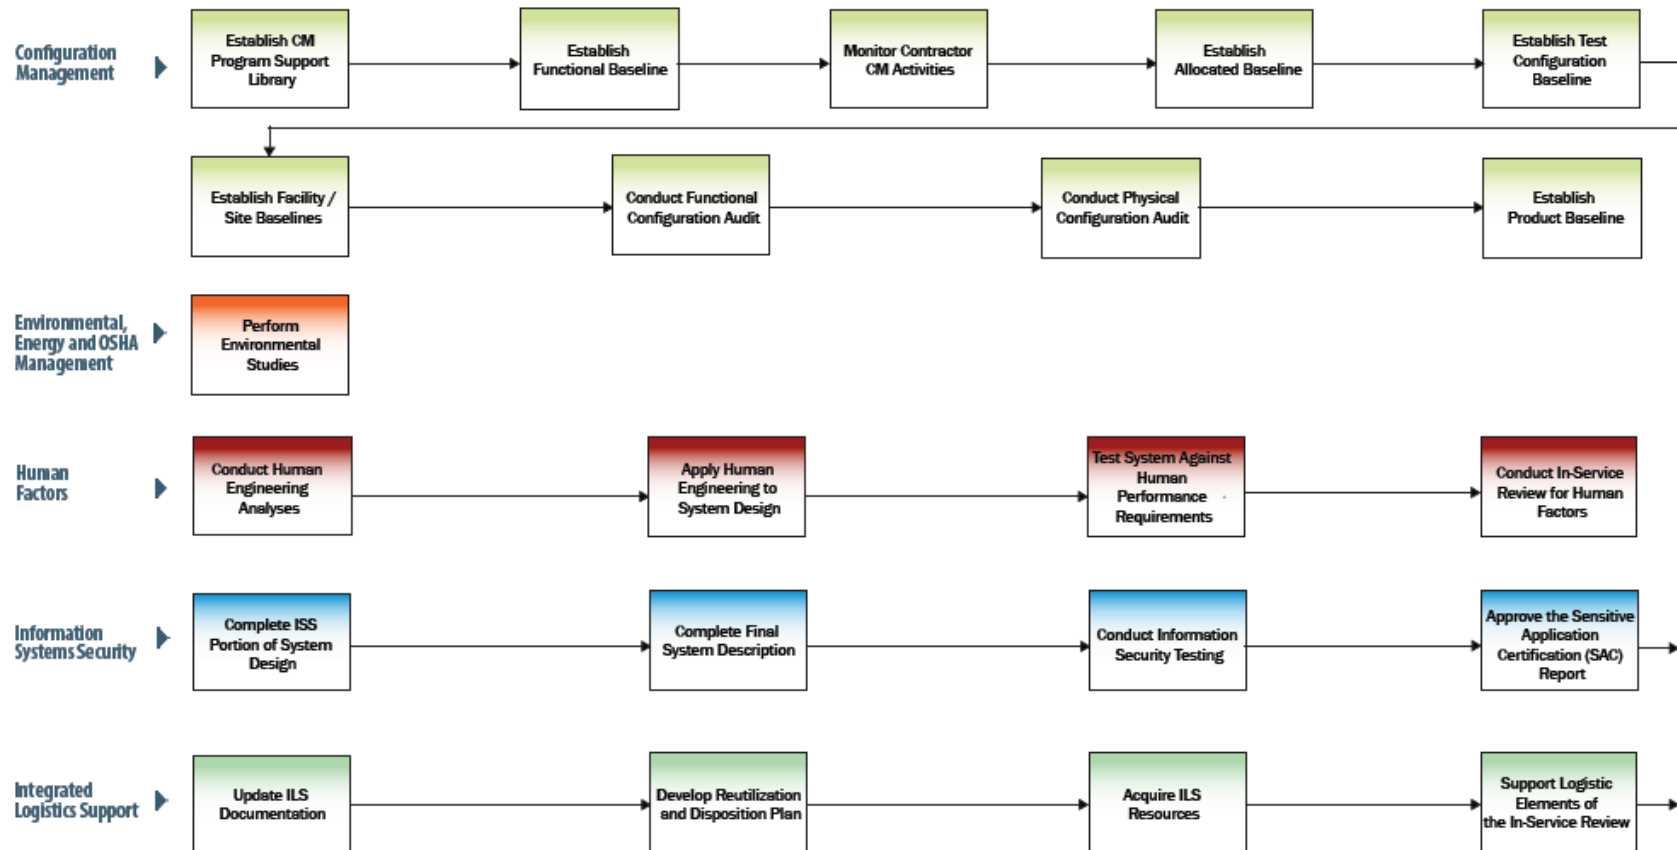 Configuration
Management
Establish CM
Program Support
Library
Establish
Functional Baseline
Monitor Contractor
CM Activities
Establish
Allocated Baseline
Establish Test
Configuration
Baseline
Establish Facility /
Site Baselines
Conduct Functional
Configuration Audit
Conduct Physical
Configuration Audit
Establish
Product Baseline
Environmental,
Energy and OSHA
Management
Perform
Environmental
Studies
Human
Factors
Conduct Human
Engineering
Analyses
Apply Human
Engineering to
System Design
Test System Against
Human
Performance
Requirements
Conduct In-Service
Review for Human
Factors
Information
Systems Security
Complete ISS
Portion of System
Design
Complete Final
System Description
Conduct Information
Security Testing
Approve the Sensitive
Application
Certification (SAC)
Report
Integrated
Logistics Support
Update ILS
Documentation
Develop Reutilization
and Disposition Plan
Acquire ILS
Resources
Support Logistic
Elements of
the In-Service Review